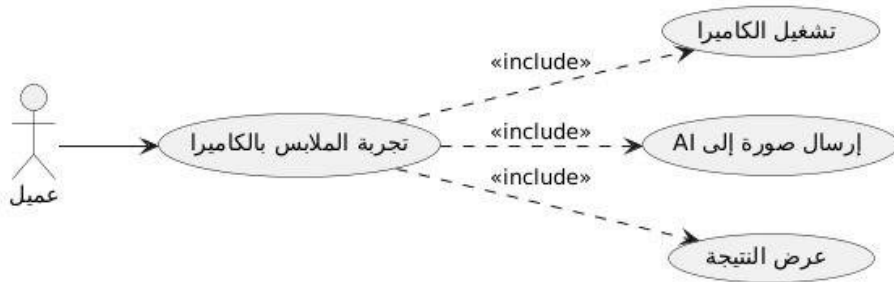 تشغيل الكاميرا
«include»
عميل
تجربة الملابس بالكاميرا
«include»
إرسال صورة إلى AI
«include»
عرض النتيجة